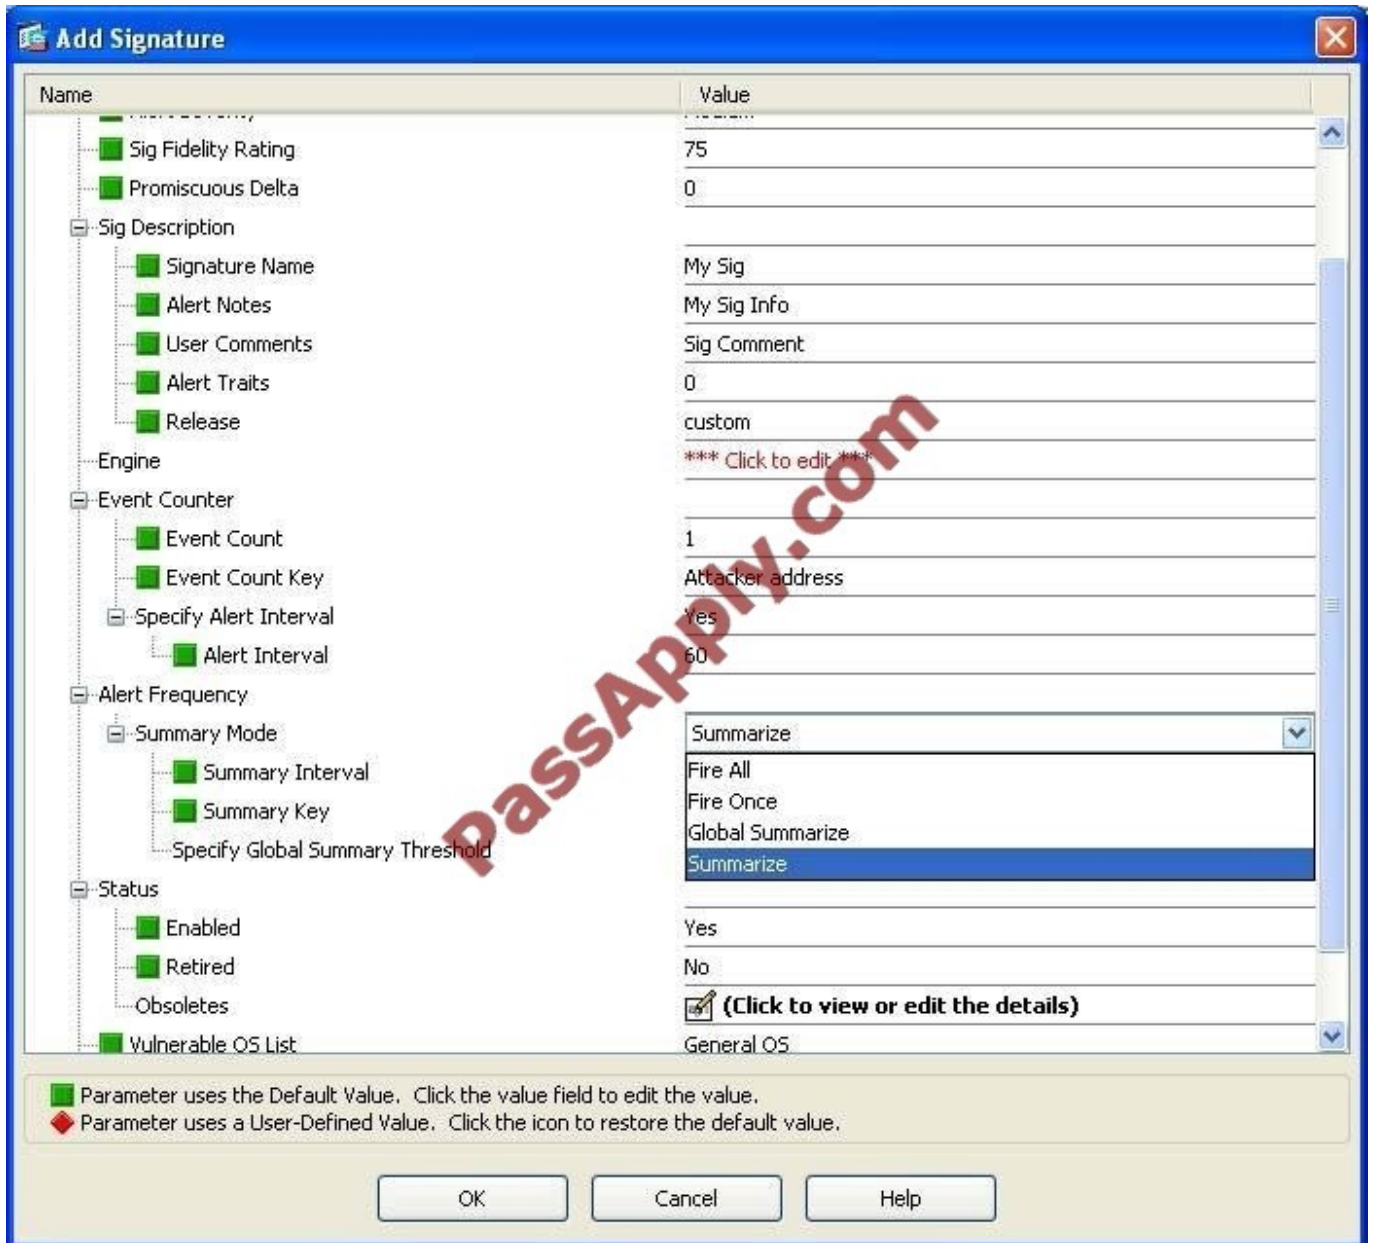 Add Signature
Name Value
Sig Fidelity Rating 75
Promiscuous Delta 0
Sig Description
Signature Name My Sig
Alert Notes My Sig Info
User Comments Sig Comment
Alert Traits 0
Release custom
Engine *** Click to edit ***
Event Counter
Event Count 1
Event Count Key Attacker address
Specify Alert Interval Yes
Alert Interval 60
Alert Frequency
Summary Mode Summarize
Summary Interval Fire All
Summary Key Fire Once
Global Summarize
Specify Global Summary Threshold
Summarize
Status
Enabled Yes
Retired No
Obsoletes (Click to view or edit the details)
Vulnerable OS List General OS
Parameter uses the Default Value. Click the value field to edit the value.
Parameter uses a User-Defined Value. Click the icon to restore the default value.
OK Cancel Help
PassApply.com